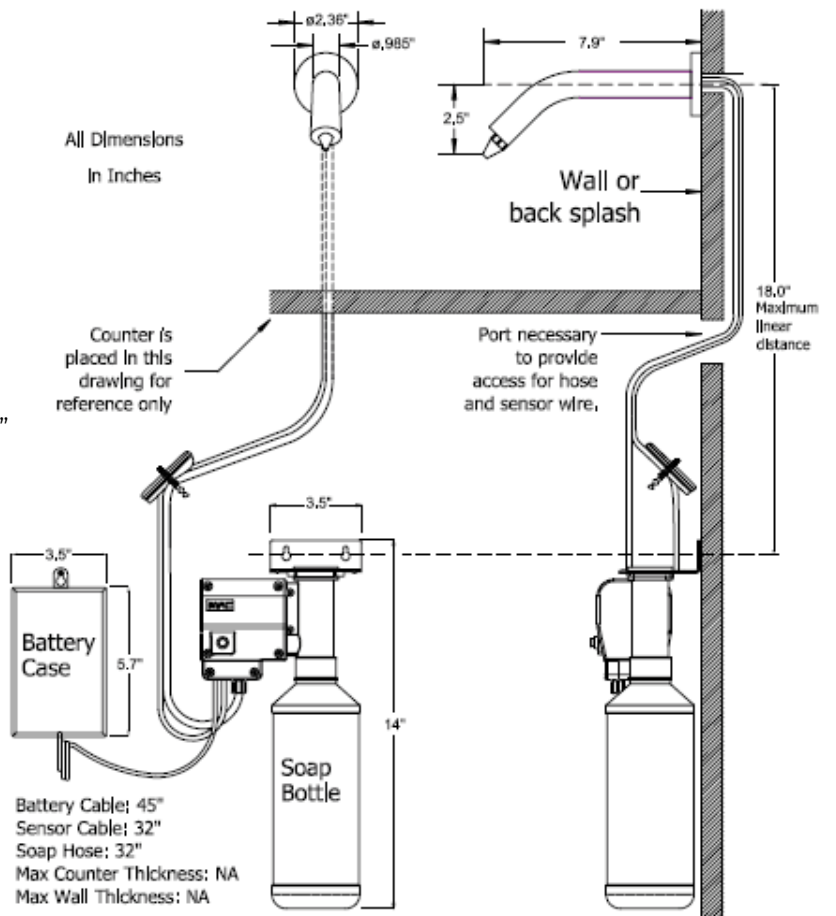 ø2.36"
ø.985"
7.9"
2.5"
All Dimensions
In Inches
Wall or
back splash
18.0"
Maximum
linear
distance
Counter is
placed in this
drawing for
reference only
Port necessary
to provide
access for hose
and sensor wire.
"
3.5"
3.5"
Battery
Case
5.7"
14"
Soap
Bottle
Battery Cable: 45"
Sensor Cable: 32"
Soap Hose: 32"
Max Counter Thickness: NA
Max Wall Thickness: NA